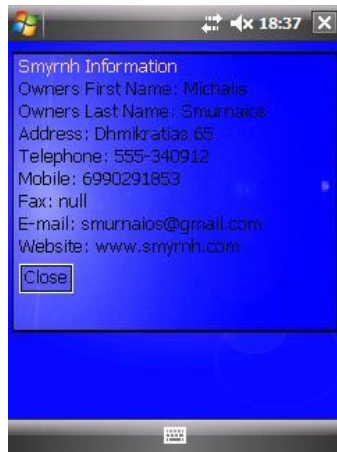 18:37
Smyrnh Information
Owners First Name: Michalis
Owners Last Name: Smurnaios
Address: Dhmikratias 65
Telephone: 555-340912
Mobile: 6990291853
Fax: null
E-mail: smurnaios@gmail.com
Website: www.smyrnh.com
Close